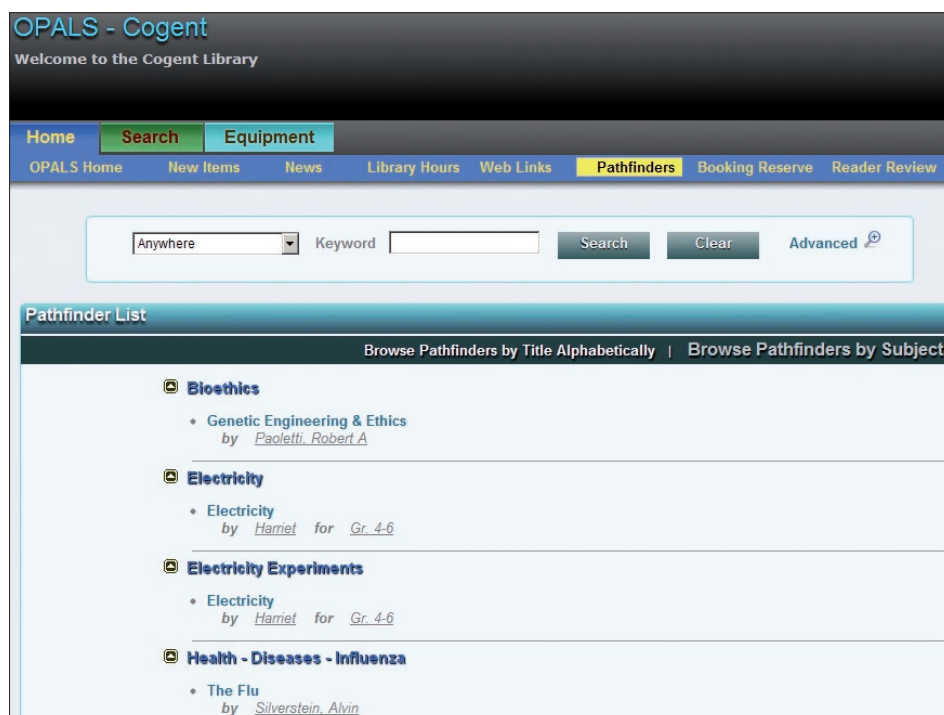 OPALS - Cogent
Welcome to the Cogent Library
Home Search Equipment
OPALS Home New Items News Library Hours Web Links Pathfinders Booking Reserve Reader Review
Anywhere Keyword Search Clear Advanced
Pathfinder List
Browse Pathfinders by Title Alphabetically | Browse Pathfinders by Subject
Bioethics
• Genetic Engineering & Ethics
by Paoletti, Robert A
Electricity
• Electricity
by Harriet for Gr. 4-6
Electricity Experiments
• Electricity
by Harriet for Gr. 4-6
Health - Diseases - Influenza
• The Flu
by Silverstein, Alvin